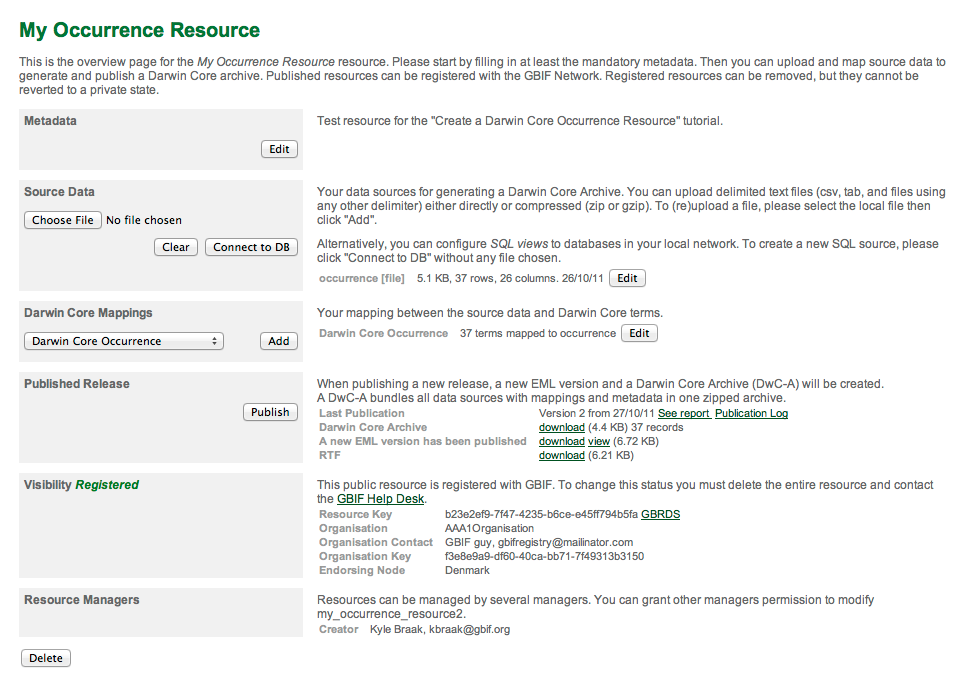 My Occurrence Resource
This is the overview page for the My Occurrence Resource resource. Please start by filling in at least the mandatory metadata. Then you can upload and map source data to
generate and publish a Darwin Core archive. Published resources can be registered with the GBIF Network. Registered resources can be removed, but they cannot be
reverted to a private state.
Metadata
Edit
Test resource for the "Create a Darwin Core Occurrence Resource" tutorial.
Source Data
Choose File No file chosen
Clear Connect to DB
Your data sources for generating a Darwin Core Archive. You can upload delimited text files (csv, tab, and files using
any other delimiter) either directly or compressed (zip or gzip). To (re)upload a file, please select the local file then
click "Add".
Alternatively, you can configure SQL views to databases in your local network. To create a new SQL source, please
click "Connect to DB" without any file chosen.
occurrence [file] 5.1 KB, 37 rows, 26 columns. 26/10/11 Edit
Darwin Core Mappings
Darwin Core Occurrence Add
Your mapping between the source data and Darwin Core terms.
Darwin Core Occurrence 37 terms mapped to occurrence Edit
Published Release
Publish
When publishing a new release, a new EML version and a Darwin Core Archive (DwC-A) will be created.
A DwC-A bundles all data sources with mappings and metadata in one zipped archive.
Last Publication Version 2 from 27/10/11 See report Publication Log
Darwin Core Archive download (4.4 KB) 37 records
A new EML version has been published download view (6.72 KB)
RTF download (6.21 KB)
Visibility Registered
This public resource is registered with GBIF. To change this status you must delete the entire resource and contact
the GBIF Help Desk.
Resource Key b23e2ef9-7f47-4235-b6ce-e45ff794b5fa GBRDS
Organisation AAA1Organisation
Organisation Contact GBIF guy, gbifregistry@mailinator.com
Organisation Key f3e8e9a9-df60-40ca-bb71-7f49313b3150
Endorsing Node Denmark
Resource Managers
Resources can be managed by several managers. You can grant other managers permission to modify
my_occurrence_resource2.
Creator Kyle Braak, kbraak@gbif.org
Delete